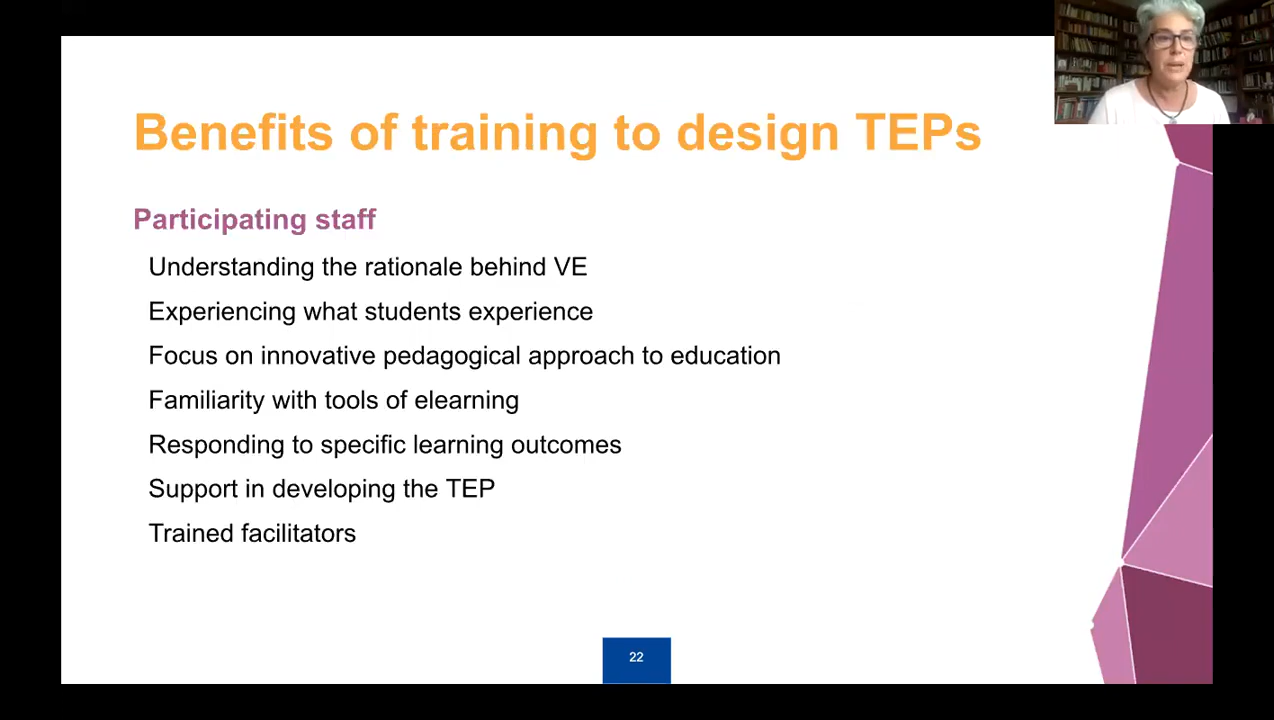 Benefits of training to design TEPs
Participating staff
Understanding the rationale behind VE
Experiencing what students experience
Focus on innovative pedagogical approach to education
Familiarity with tools of elearning
Responding to specific learning outcomes
Support in developing the TEP
Trained facilitators
22